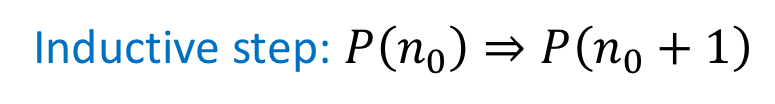 Inductive step: 𝑃(𝑛₀) ⇒ 𝑃(𝑛₀ + 1)